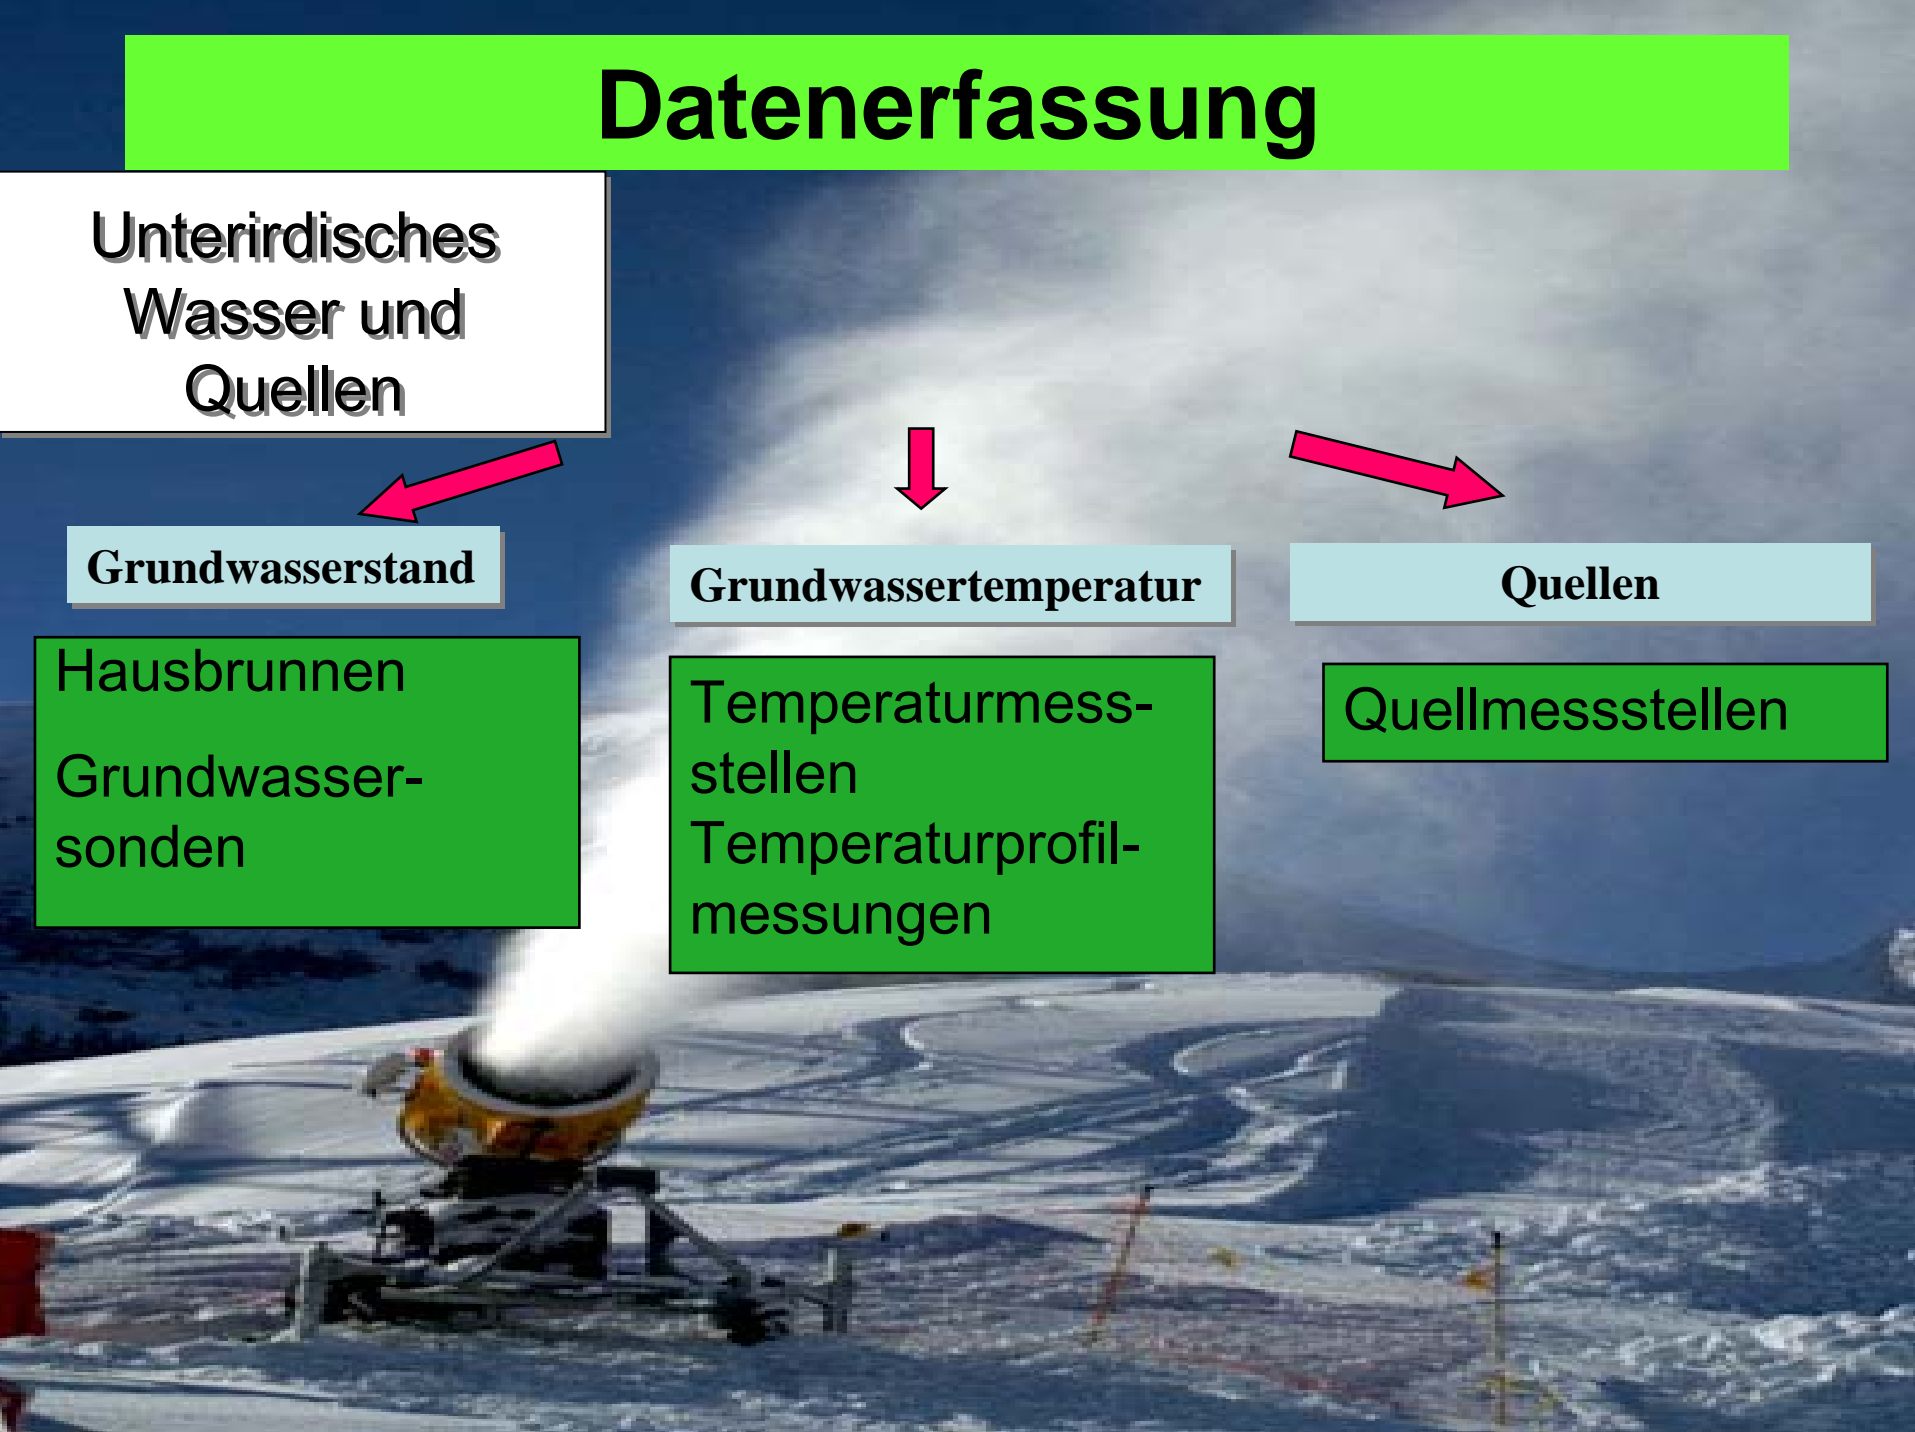 Datenerfassung
Unterirdisches
Wasser und
Quellen
Grundwasserstand
Grundwassertemperatur
Quellen
Hausbrunnen
Grundwasser-
sonden
Temperaturmess-
stellen
Temperaturprofil-
messungen
Quellmessstellen